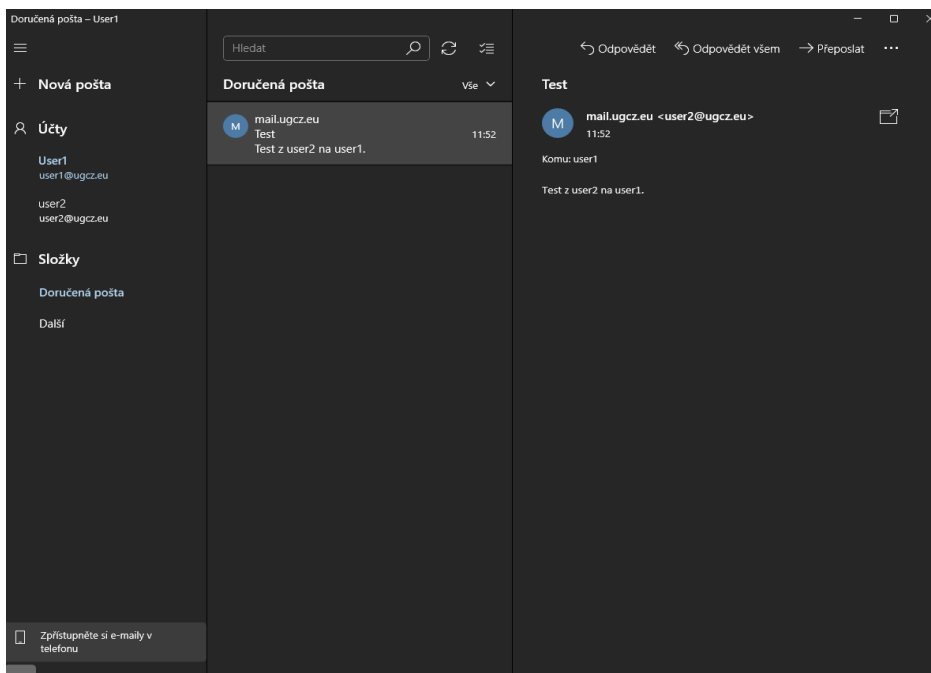 Doručená pošta – User1
Nová pošta
Účty
User1
user1@ugcz.eu
user2
user2@ugcz.eu
Složky
Doručená pošta
Další
Zpřístupněte si e-maily v
telefonu
Hledat
Doručená pošta
Vše
M
mail.ugcz.eu
Test
11:52
Test z user2 na user1.
Odpovědět
Odpovědět všem
Přeposlat
Test
M
mail.ugcz.eu <user2@ugcz.eu>
11:52
Komu: user1
Test z user2 na user1.